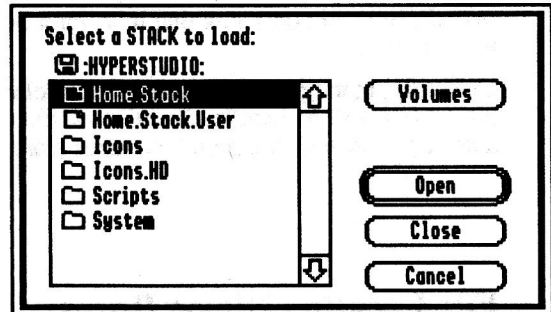 Select a STACK to load:
:HYPERSTUDIO:
Home.Stack
Home.Stack.User
Icons
Icons.HD
Scripts
System
Volumes
Open
Close
Cancel